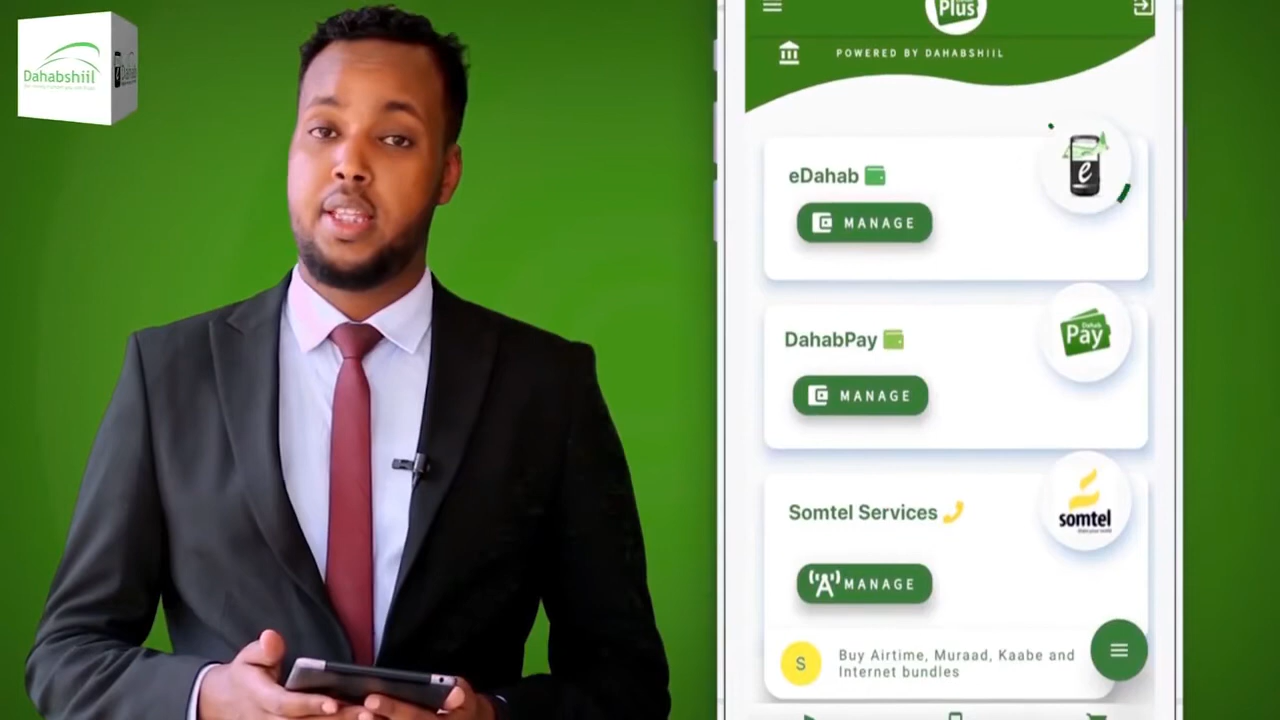 Dahabshiil
Plus
POWERED BY DAHABSHIIL
eDahab
e
MANAGE
DahabPay
Dahab
Pay
MANAGE
Somtel Services
somtel
MANAGE
S
Buy Airtime, Muraad, Kaabe and
Internet bundles